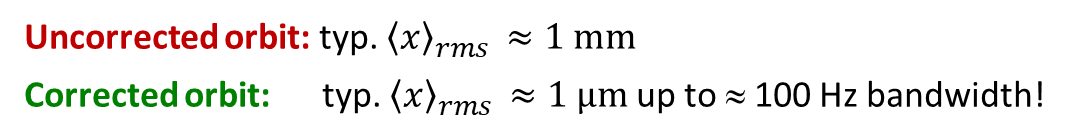 Uncorrected orbit: typ. ⟨x⟩rms ≈ 1 mm
Corrected orbit: typ. ⟨x⟩rms ≈ 1 μm up to ≈ 100 Hz bandwidth!